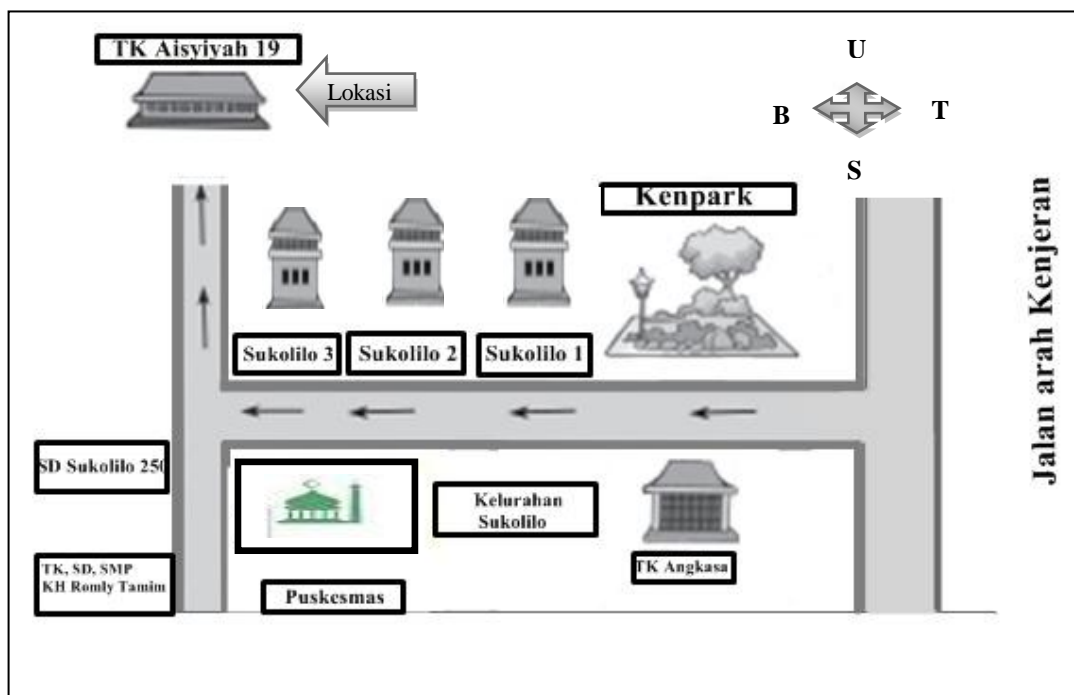 TK Aisyiyah 19
Lokasi
U
B
T
S
Kenpark
Jalan arah Kenjeran
Sukolilo 3
Sukolilo 2
Sukolilo 1
SD Sukolilo 250
Kelurahan
Sukolilo
TK Angkasa
TK, SD, SMP
KH Romly Tamim
Puskesmas